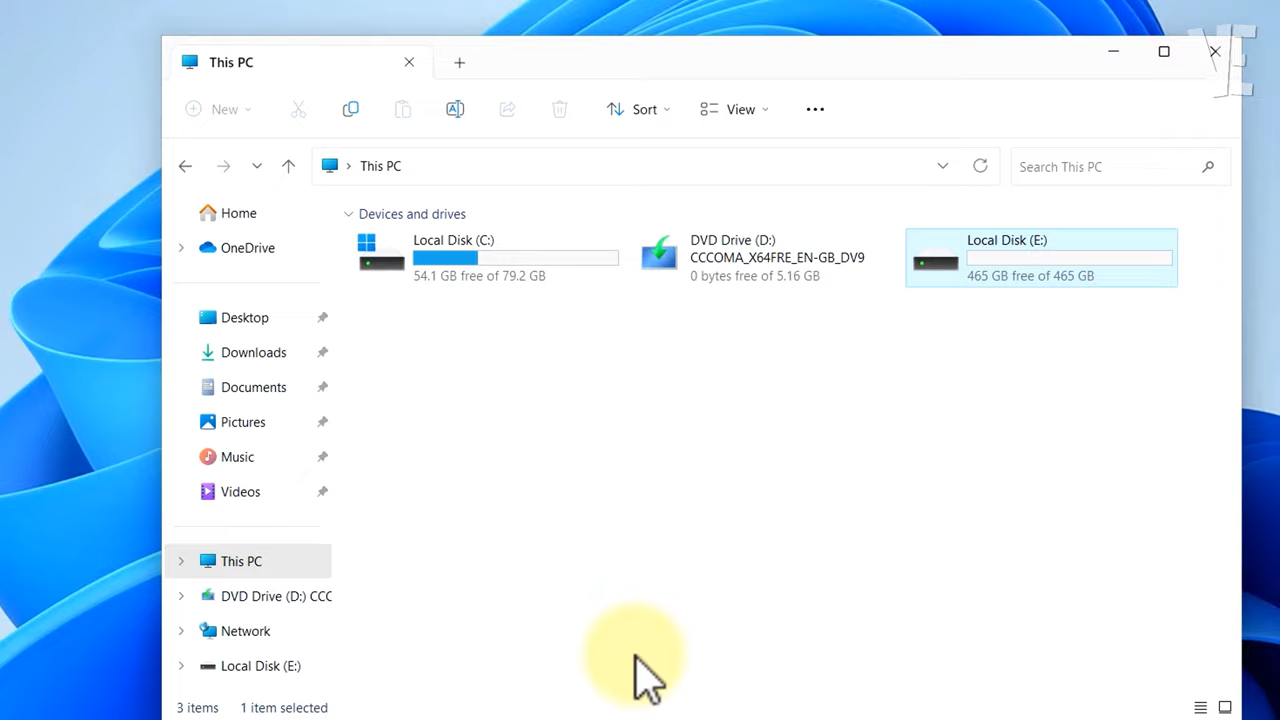 VE
This PC
New
Sort
View
This PC
Search This PC
Home
OneDrive
Desktop
Downloads
Documents
Pictures
Music
Videos
This PC
DVD Drive (D:) CCC
Network
Local Disk (E:)
Devices and drives
Local Disk (C:)
54.1 GB free of 79.2 GB
DVD Drive (D:)
CCCOMA_X64FRE_EN-GB_DV9
0 bytes free of 5.16 GB
Local Disk (E:)
465 GB free of 465 GB
3 items
1 item selected